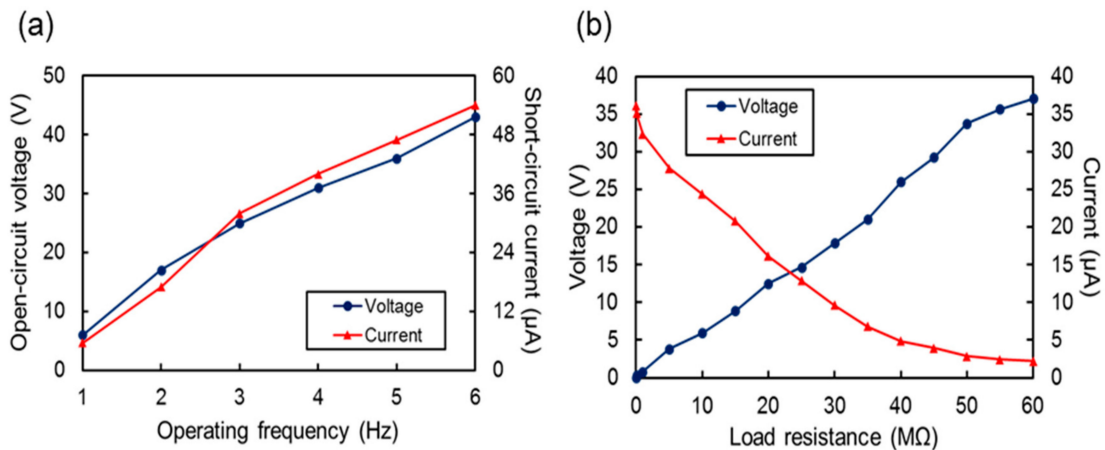 (a)
Open-circuit voltage (V)
50
40
30
20
10
0
1 2 3 4 5 6
Operating frequency (Hz)
60
48
36
24
12
0
Short-circuit current (μA)
Voltage
Current
(b)
Voltage (V)
40
35
30
25
20
15
10
5
0
0 10 20 30 40 50 60
Load resistance (MΩ)
40
35
30
25
20
15
10
5
0
Current (μA)
Voltage
Current